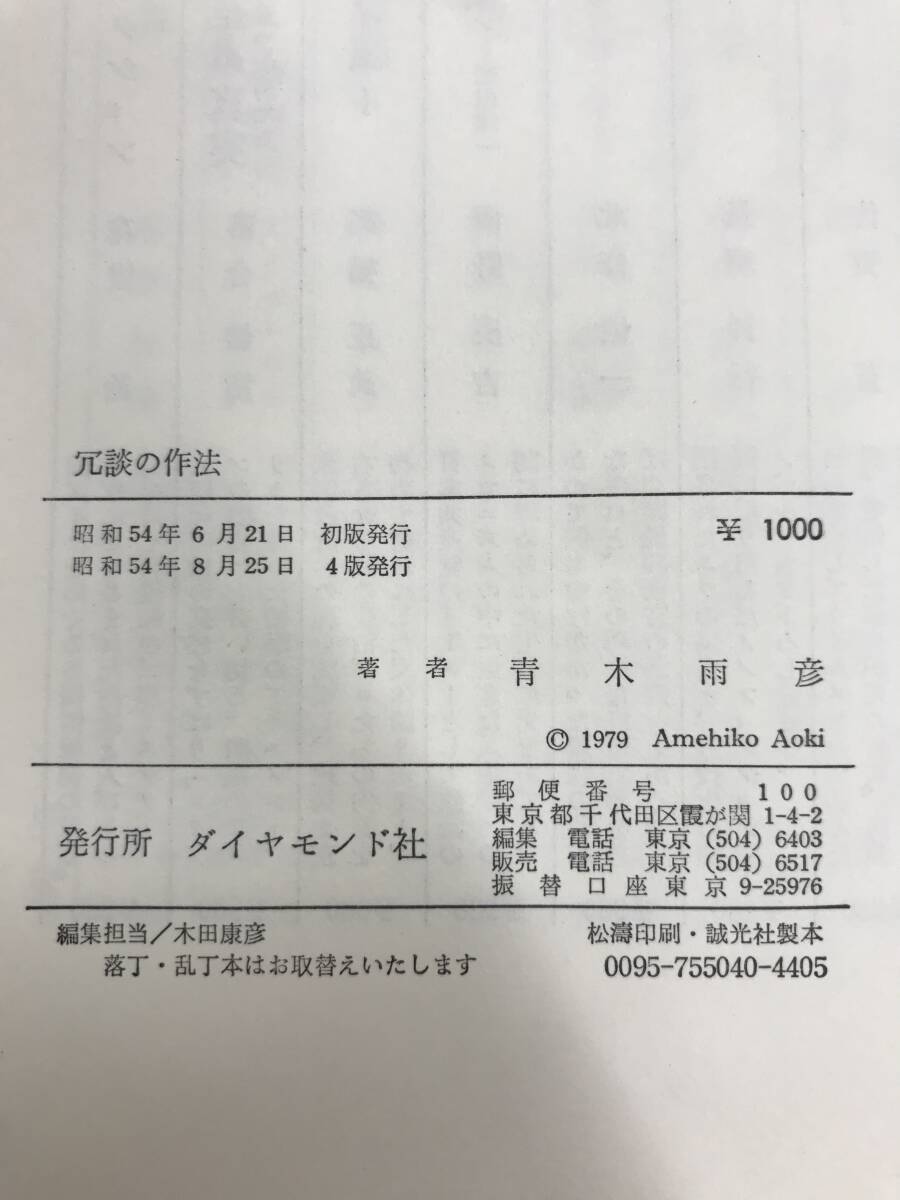 冗談の作法
昭和54年6月21日 初版発行
昭和54年8月25日 4版発行
¥ 1000
著者 青木雨彦
© 1979 Amehiko Aoki
発行所 ダイヤモンド社
郵便番号 100
東京都千代田区霞が関 1-4-2
編集 電話 東京 (504) 6403
販売 電話 東京 (504) 6517
振替口座東京 9-25976
編集担当/木田康彦
落丁・乱丁本はお取替えいたします
松濤印刷・誠光社製本
0095-755040-4405